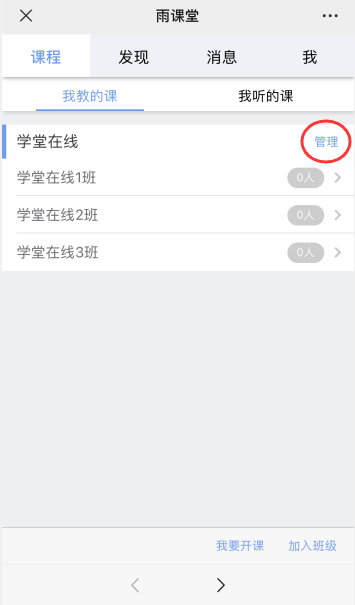 雨课堂
课程 发现 消息 我
我教的课 我听的课
学堂在线 管理
学堂在线1班 0人
学堂在线2班 0人
学堂在线3班 0人
我要开课 加入班级